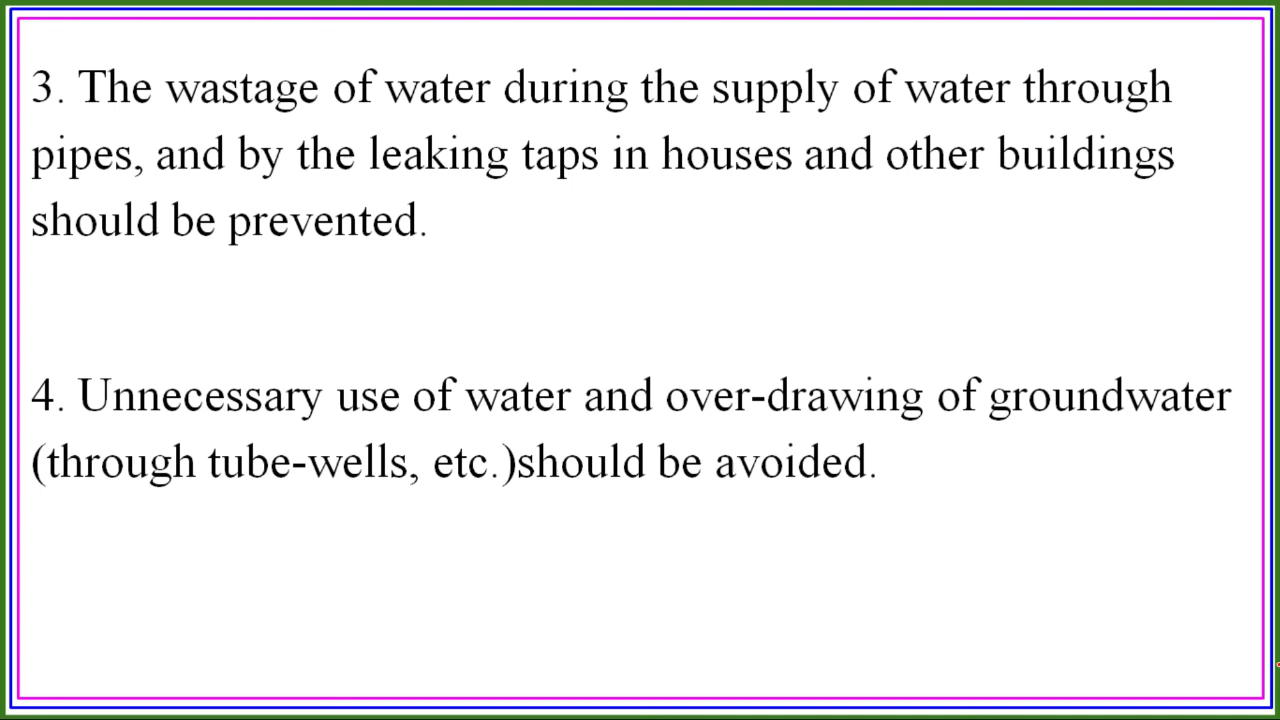 3. The wastage of water during the supply of water through
pipes, and by the leaking taps in houses and other buildings
should be prevented.
4. Unnecessary use of water and over-drawing of groundwater
(through tube-wells, etc.)should be avoided.